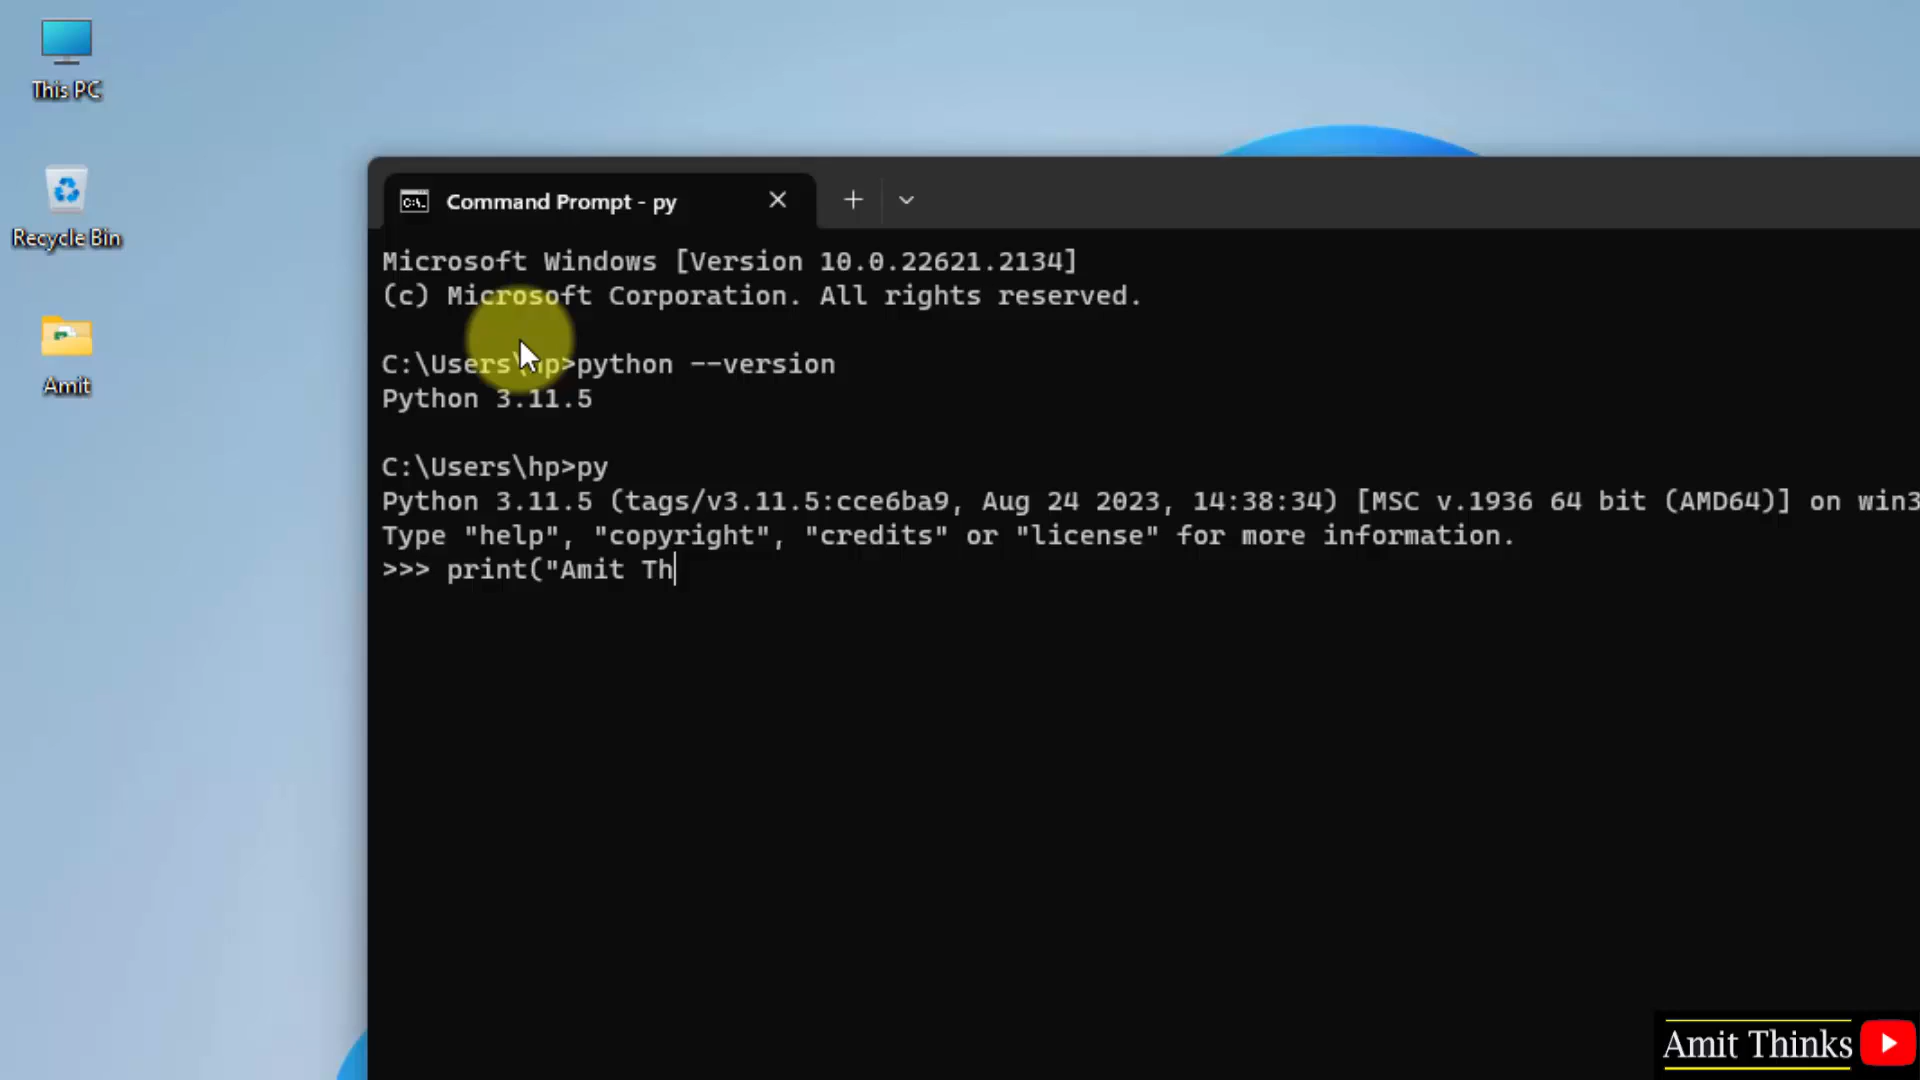 This PC
Recycle Bin
Amit
Command Prompt - py
Microsoft Windows [Version 10.0.22621.2134]
(c) Microsoft Corporation. All rights reserved.
C:\Users\hp>python --version
Python 3.11.5
C:\Users\hp>py
Python 3.11.5 (tags/v3.11.5:cce6ba9, Aug 24 2023, 14:38:34) [MSC v.1936 64 bit (AMD64)] on win3
Type "help", "copyright", "credits" or "license" for more information.
>>> print("Amit Th
Amit Thinks